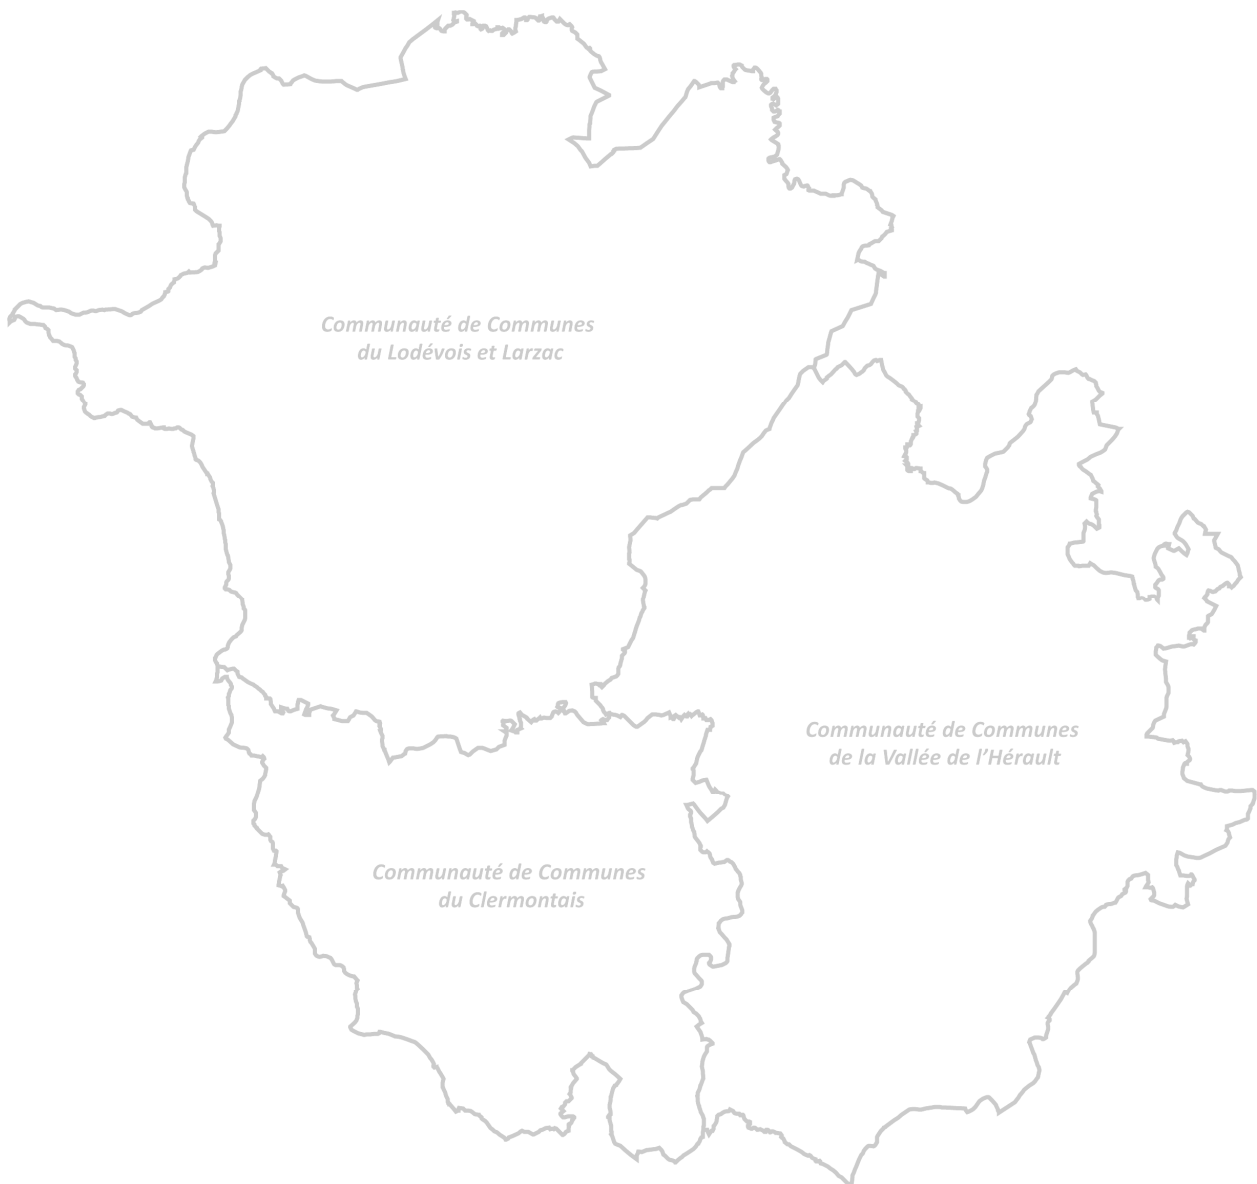 Communauté de Communes
du Lodévois et Larzac
Communauté de Communes
de la Vallée de l'Hérault
Communauté de Communes
du Clermontais